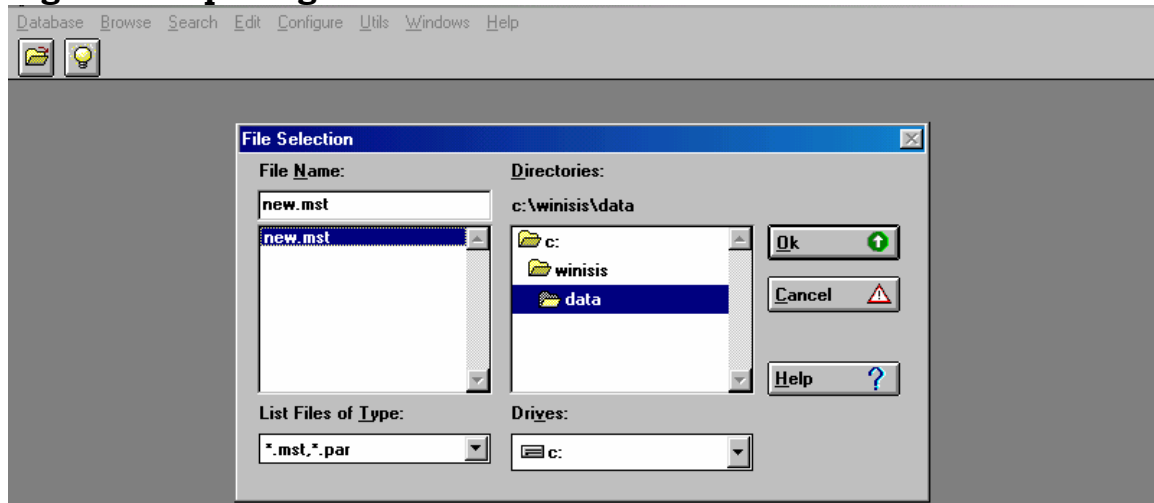 Database Browse Search Edit Configure Utils Windows Help
File Selection
File Name:
new.mst
new.mst
List Files of Type:
*.mst,*.par
Directories:
c:\winisis\data
c:
winisis
data
Drives:
c:
Ok
Cancel
Help ?